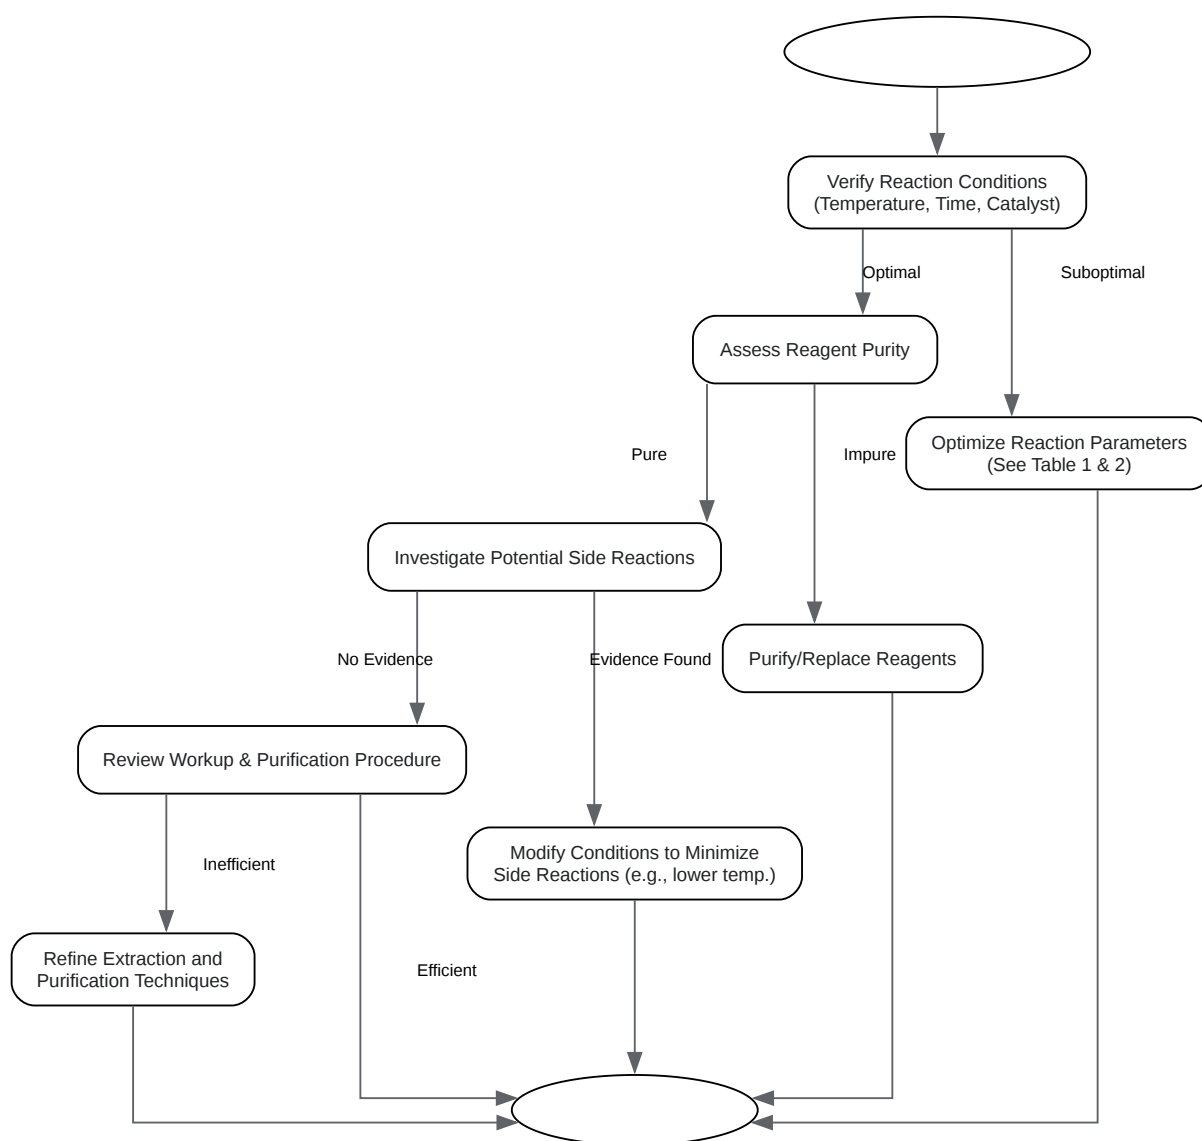 Verify Reaction Conditions
(Temperature, Time, Catalyst)
Optimal
Suboptimal
Assess Reagent Purity
Optimize Reaction Parameters
(See Table 1 & 2)
Pure
Impure
Investigate Potential Side Reactions
Purify/Replace Reagents
No Evidence
Evidence Found
Review Workup & Purification Procedure
Modify Conditions to Minimize
Side Reactions (e.g., lower temp.)
Inefficient
Efficient
Refine Extraction and
Purification Techniques